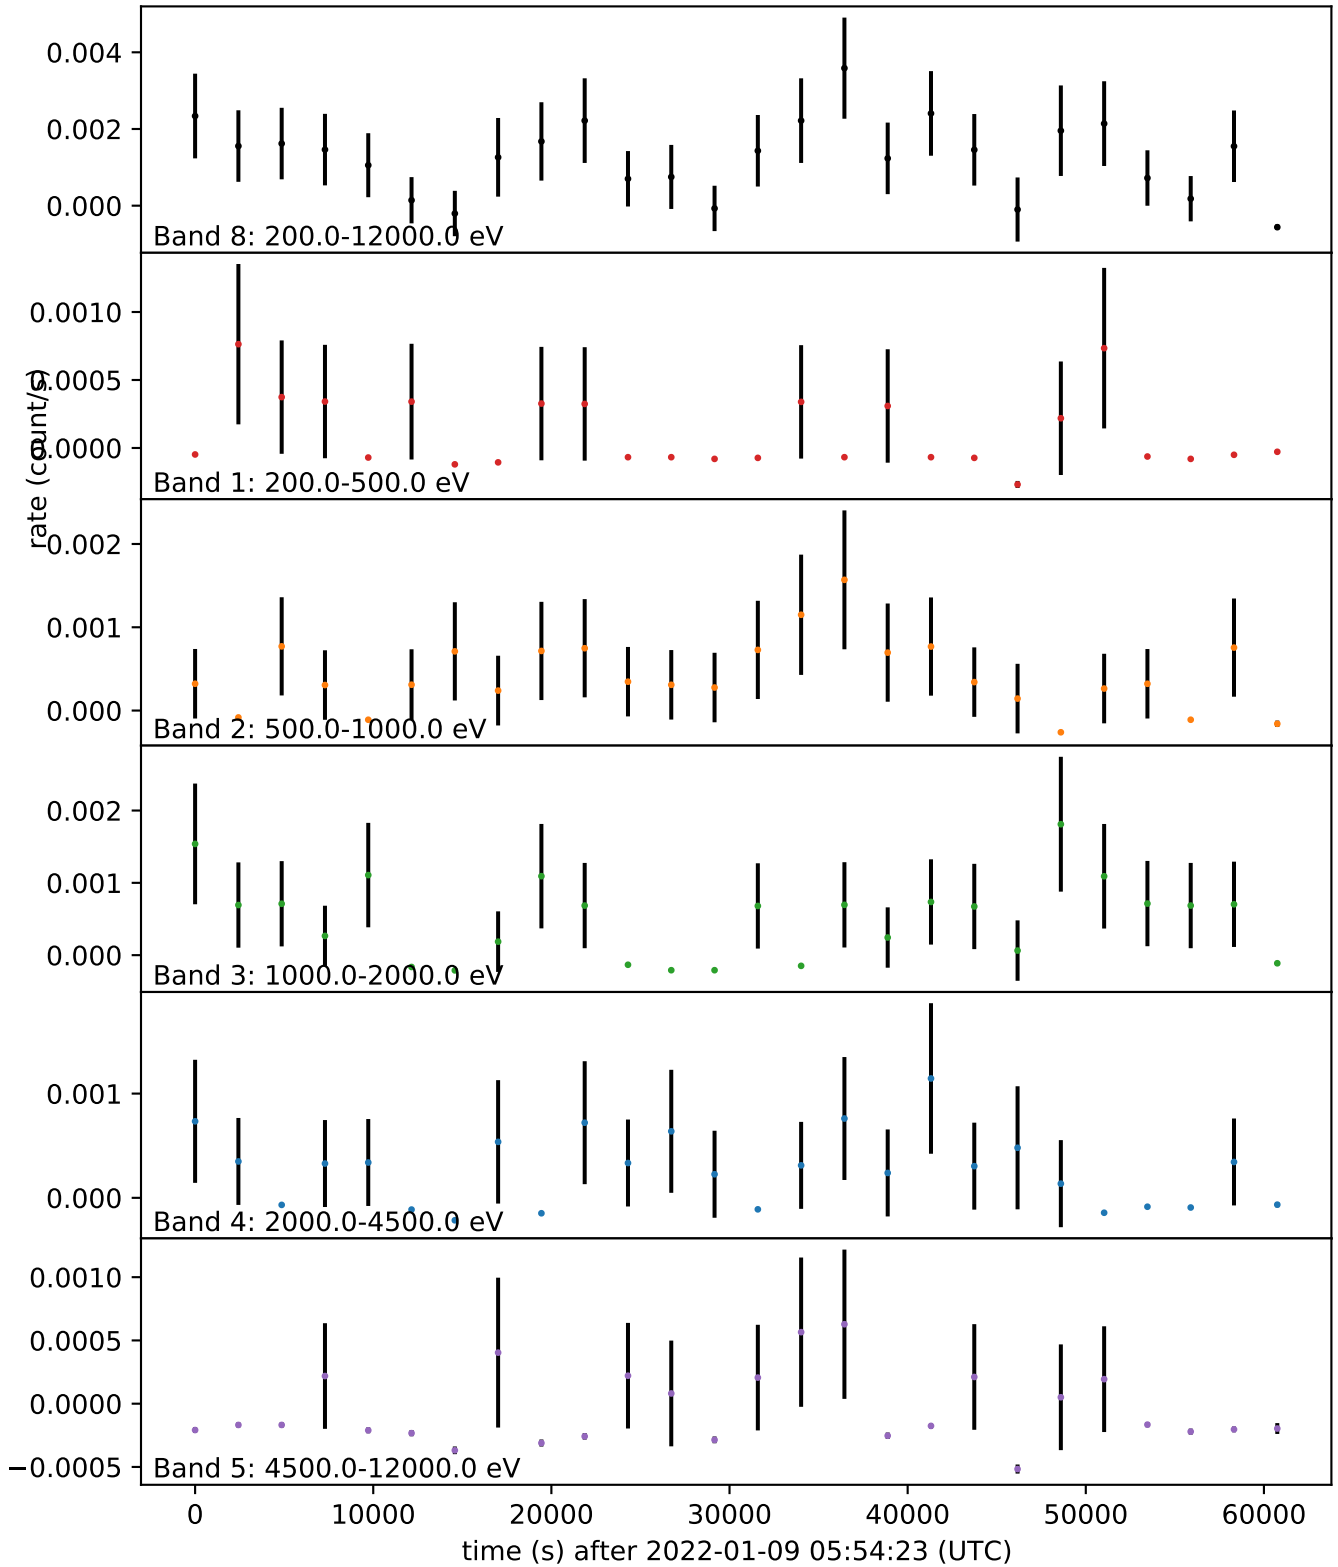 0.004
0.002
0.000
Band 8: 200.0-12000.0 eV
0.0010
0.0005
0.0000
rate (count/s)
Band 1: 200.0-500.0 eV
0.002
0.001
0.000
Band 2: 500.0-1000.0 eV
0.002
0.001
0.000
Band 3: 1000.0-2000.0 eV
0.001
0.000
Band 4: 2000.0-4500.0 eV
0.0010
0.0005
0.0000
−0.0005
Band 5: 4500.0-12000.0 eV
0 10000 20000 30000 40000 50000 60000
time (s) after 2022-01-09 05:54:23 (UTC)